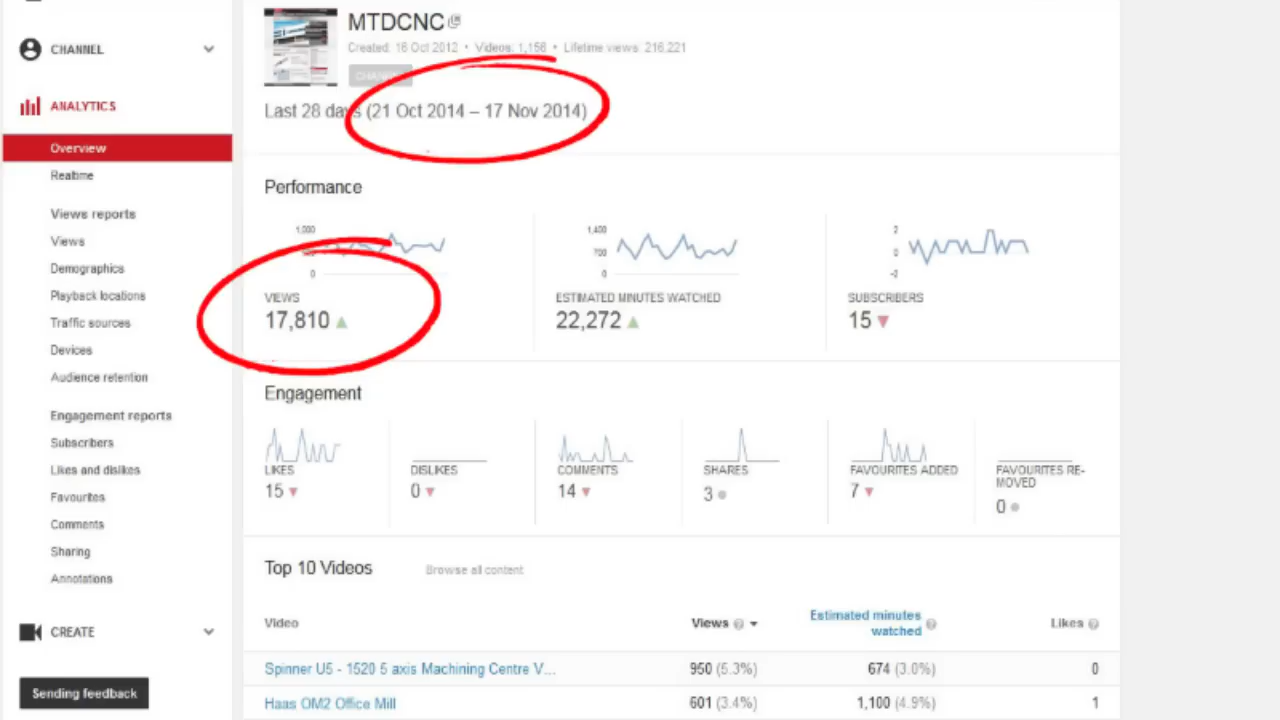 CHANNEL
ANALYTICS
Overview
Realtime
Views reports
Views
Demographics
Playback locations
Traffic sources
Devices
Audience retention
Engagement reports
Subscribers
Likes and dislikes
Favourites
Comments
Sharing
Annotations
CREATE
Sending feedback
MTDCNC
Created: 16 Oct 2012 • Videos: 1,156 • Lifetime views: 216,221
Last 28 days (21 Oct 2014 – 17 Nov 2014)
Performance
1,000
0
VIEWS
17,810
1,400
700
0
ESTIMATED MINUTES WATCHED
22,272
2
0
-2
SUBSCRIBERS
15
Engagement
LIKES
15
DISLIKES
0
COMMENTS
14
SHARES
3
FAVOURITES ADDED
7
FAVOURITES RE-
MOVED
0
Top 10 Videos
Browse all content
Video
Views
Estimated minutes
watched
Likes
Spinner U5 - 1520 5 axis Machining Centre V... 950 (5.3%) 674 (3.0%) 0
Haas OM2 Office Mill 601 (3.4%) 1,100 (4.9%) 1